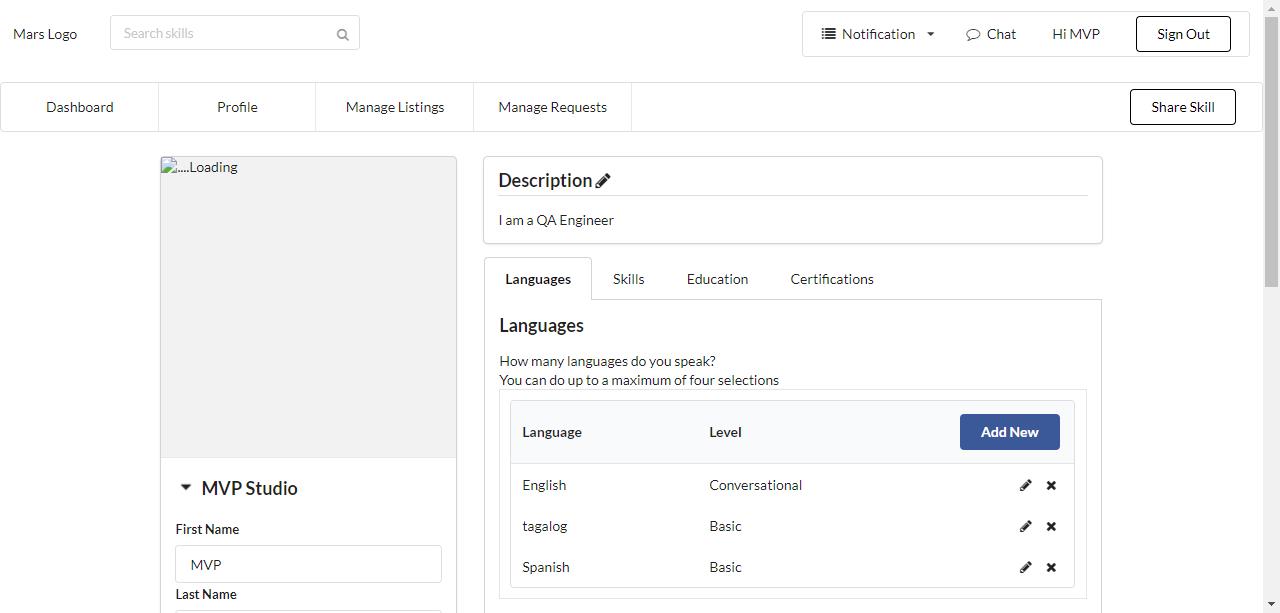 Mars Logo
Search skills
Notification
Chat
Hi MVP
Sign Out
Dashboard
Profile
Manage Listings
Manage Requests
Share Skill
....Loading
MVP Studio
First Name
MVP
Last Name
Description
I am a QA Engineer
Languages
Skills
Education
Certifications
Languages
How many languages do you speak?
You can do up to a maximum of four selections
Language Level Add New
English Conversational
tagalog Basic
Spanish Basic